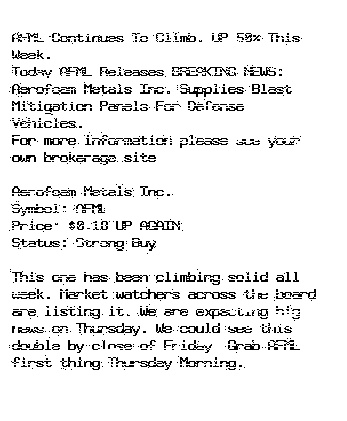 AFML Continues To Climb. UP 50% This
Week.
Today AFML Releases BREAKING NEWS:
Aerofoam Metals Inc. Supplies Blast
Mitigation Panels For Defense
Vehicles.
For more information please see your
own brokerage site
Aerofoam Metals Inc.
Symbol: AFML
Price: $0.10 UP AGAIN
Status: Strong Buy
This one has been climbing solid all
week. Market watchers across the board
are listing it. We are expecting big
news on Thursday. We could see this
double by close of Friday Grab AFML
first thing Thursday Morning.